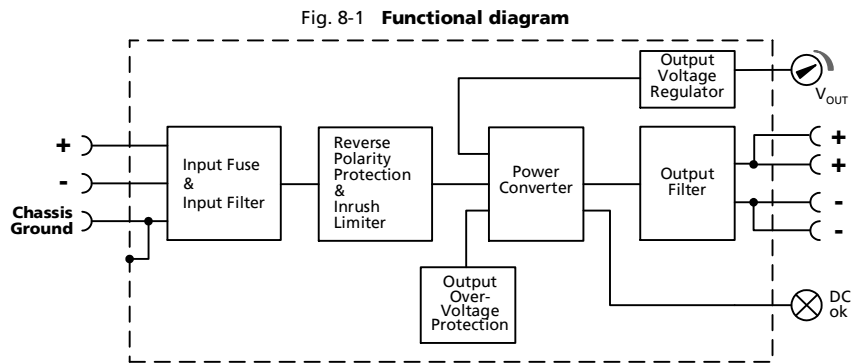 Fig. 8-1 Functional diagram
Output
Voltage
Regulator
V_OUT
+
-
Chassis
Ground
Input Fuse
&
Input Filter
Reverse
Polarity
Protection
&
Inrush
Limiter
Power
Converter
Output
Filter
+
+
-
-
Output
Over-
Voltage
Protection
DC
ok